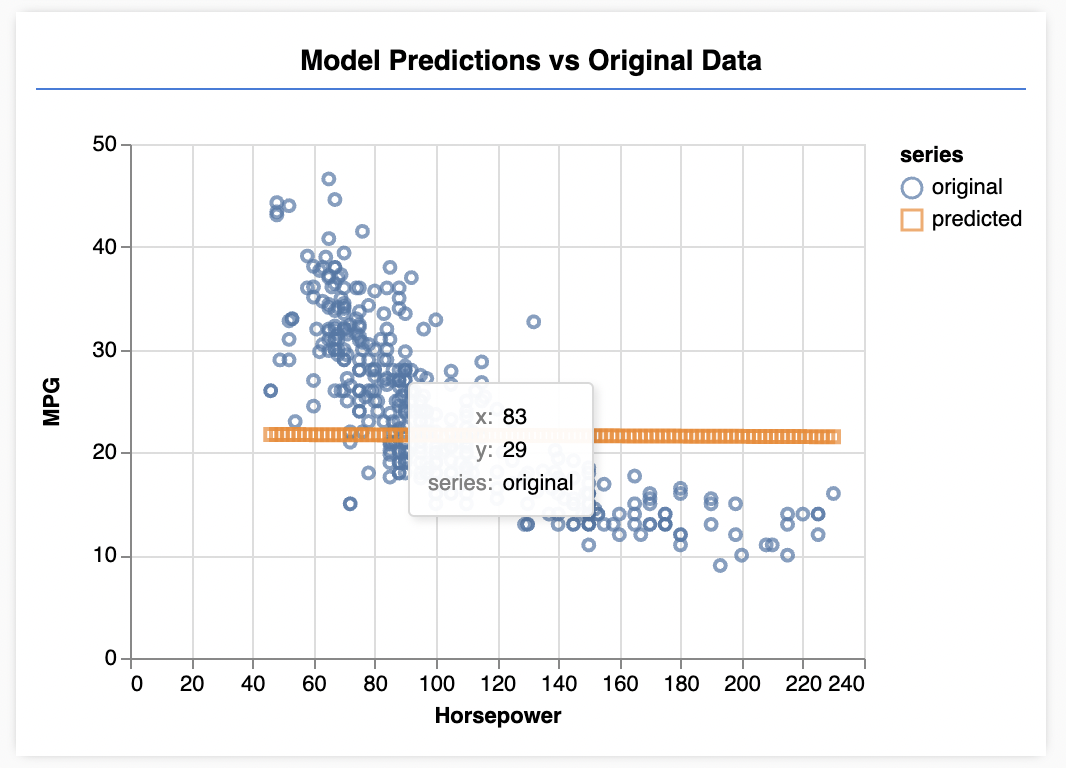 Model Predictions vs Original Data
series
original
predicted
50
40
30
20
10
0
MPG
x: 83
y: 29
series: original
0 20 40 60 80 100 120 140 160 180 200 220 240
Horsepower